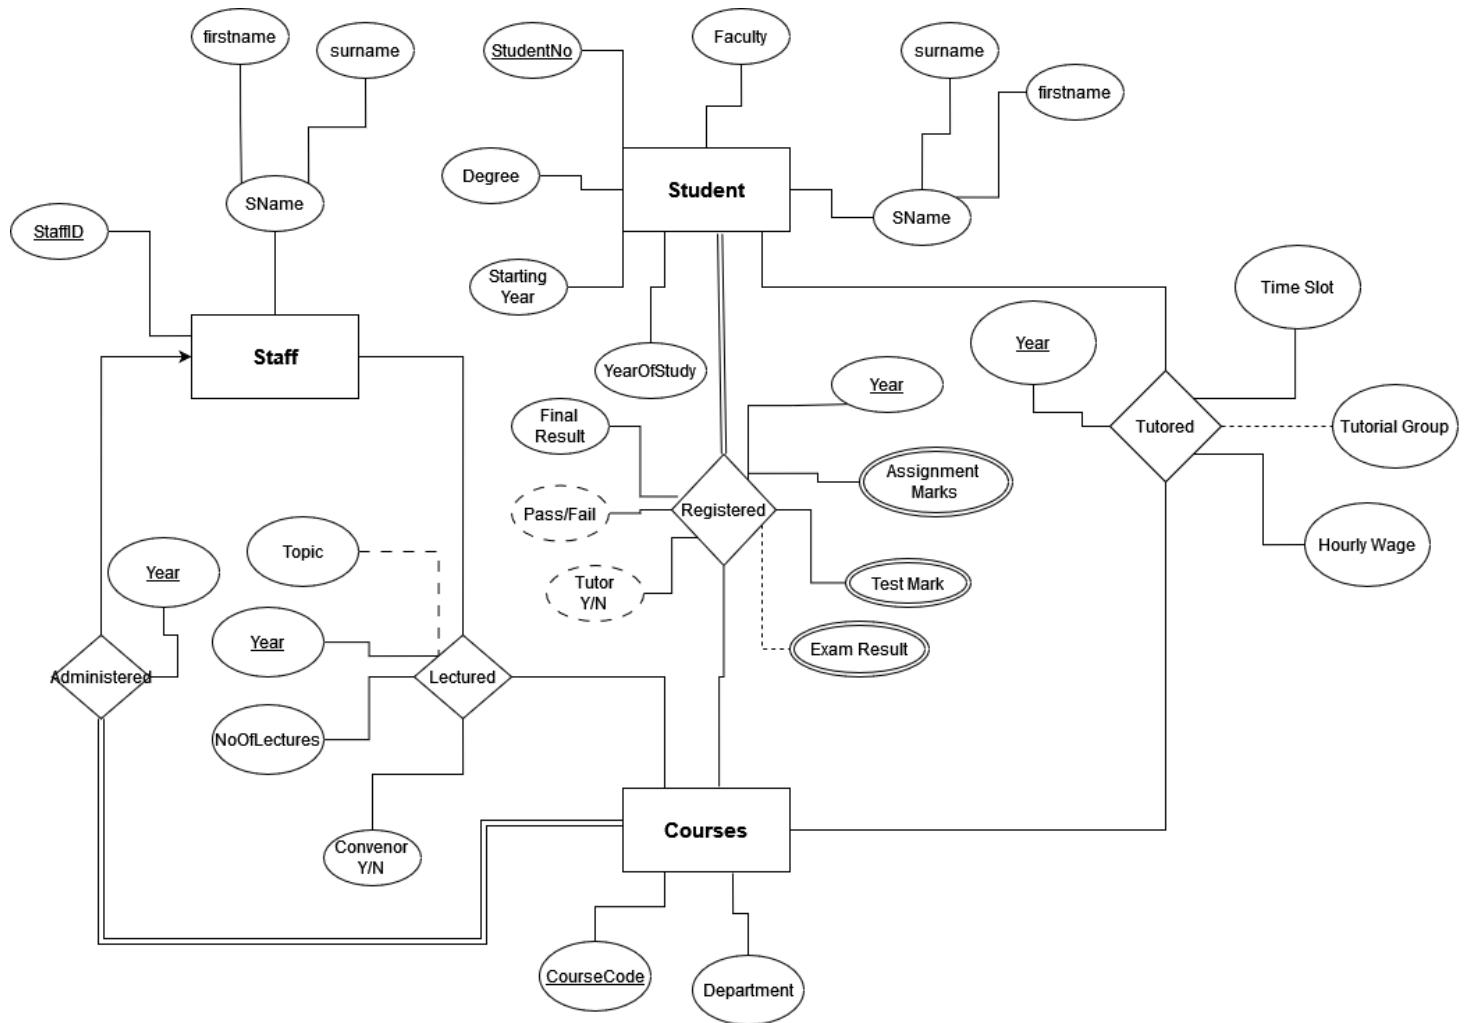 firstname
surname
StudentNo
Faculty
surname
firstname
Degree
Student
SName
SName
StaffID
Starting
Year
Time Slot
Staff
YearOfStudy
Year
Year
Final
Result
Tutored
Tutorial Group
Assignment
Marks
Pass/Fail
Registered
Topic
Hourly Wage
Year
Tutor
Y/N
Test Mark
Year
Exam Result
Administered
Lectured
NoOfLectures
Courses
Convenor
Y/N
CourseCode
Department